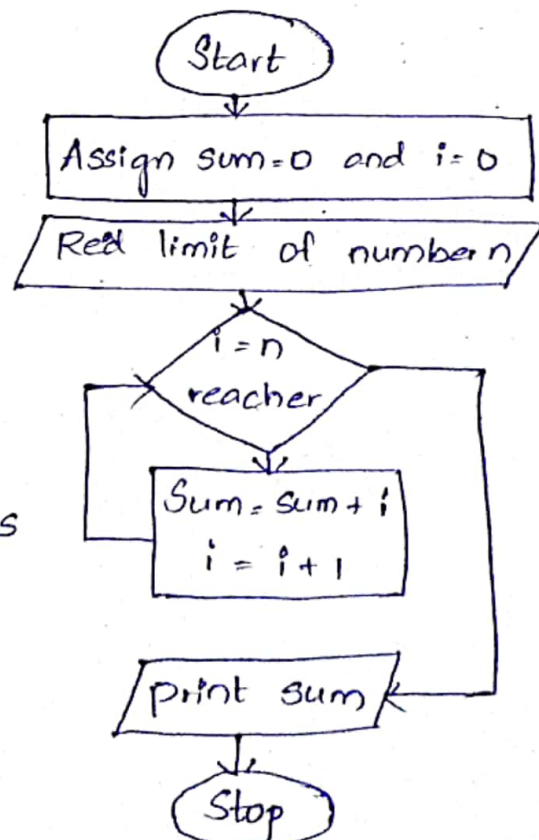 Start
Assign sum=0 and i=0
Red limit of number n
i=n
reacher
Sum=sum+i
i=i+1
s
print sum
Stop